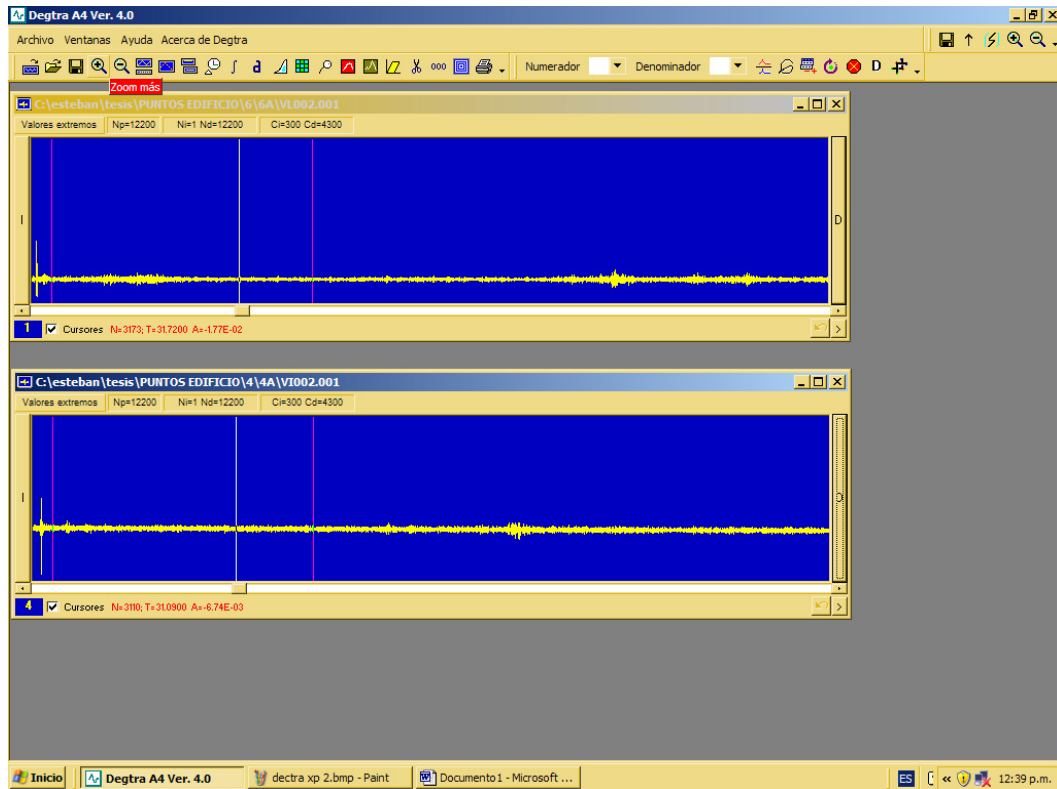 Degtra A4 Ver. 4.0
Archivo Ventanas Ayuda Acerca de Degtra
Numerador Denominador D
Zoom más
C:\esteban\tesis\PUNTOS EDIFICIO\6\6A\VL002.001
Valores extremos Np=12200 Ni=1 Nd=12200 Ci=300 Cd=4300
I D
1 Cursores N=3173; T=31.7200 A=-1.77E-02
C:\esteban\tesis\PUNTOS EDIFICIO\4\4A\VI002.001
Valores extremos Np=12200 Ni=1 Nd=12200 Ci=300 Cd=4300
I D
4 Cursores N=3110; T=31.0900 A=-6.74E-03
Inicio Degtra A4 Ver. 4.0 dectra xp 2.bmp - Paint Documento1 - Microsoft ... ES 12:39 p.m.